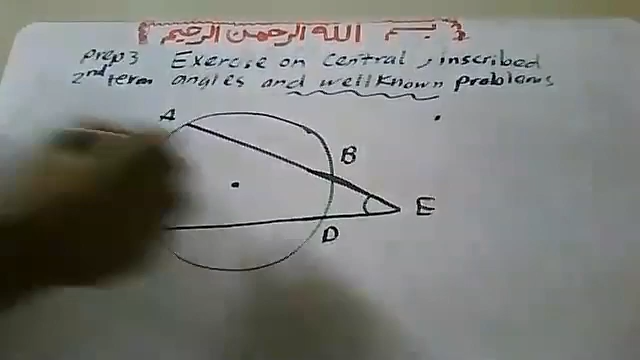 بسم الله الرحمن الرحيم
prep3 Exercise on central, inscribed
2nd term angles and wellknown problems
A
B
E
D